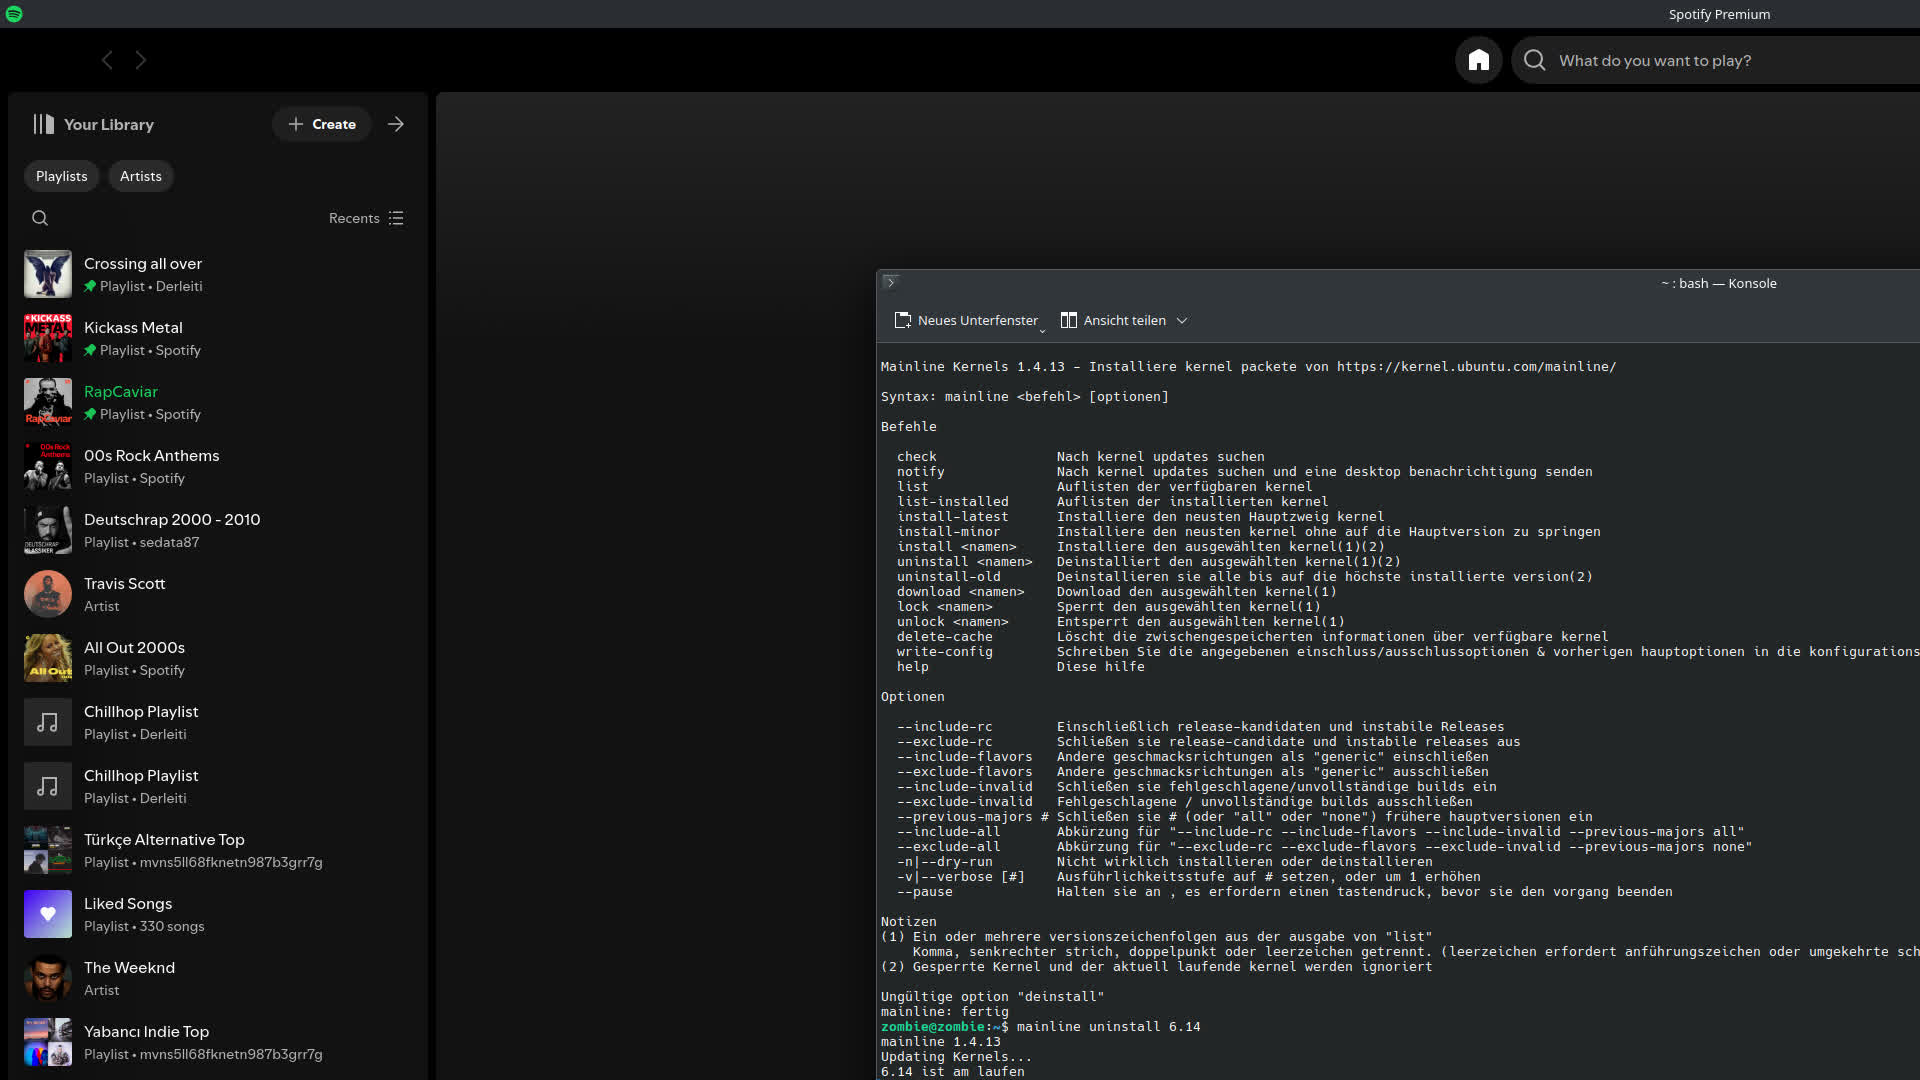 Spotify Premium
What do you want to play?
Your Library
Create
Playlists
Artists
Recents
Crossing all over
Playlist • Derleiti
KICKASS
METAL
Kickass Metal
Playlist • Spotify
RapCaviar
RapCaviar
Playlist • Spotify
00s Rock
Anthems
00s Rock Anthems
Playlist • Spotify
DEUTSCHRAP
KLASSIKER
Deutschrap 2000 - 2010
Playlist • sedata87
Travis Scott
Artist
All Out
All Out 2000s
Playlist • Spotify
Chillhop Playlist
Playlist • Derleiti
Chillhop Playlist
Playlist • Derleiti
Türkçe Alternative Top
Playlist • mvns5ll68fknetn987b3grr7g
Liked Songs
Playlist • 330 songs
The Weeknd
Artist
Yabancı Indie Top
Playlist • mvns5ll68fknetn987b3grr7g
~ : bash — Konsole
Neues Unterfenster
Ansicht teilen
Mainline Kernels 1.4.13 - Installiere kernel packete von https://kernel.ubuntu.com/mainline/
Syntax: mainline <befehl> [optionen]
Befehle
check Nach kernel updates suchen
notify Nach kernel updates suchen und eine desktop benachrichtigung senden
list Auflisten der verfügbaren kernel
list-installed Auflisten der installierten kernel
install-latest Installiere den neusten Hauptzweig kernel
install-minor Installiere den neusten kernel ohne auf die Hauptversion zu springen
install <namen> Installiere den ausgewählten kernel(1)(2)
uninstall <namen> Deinstalliert den ausgewählten kernel(1)(2)
uninstall-old Deinstallieren sie alle bis auf die höchste installierte version(2)
download <namen> Download den ausgewählten kernel(1)
lock <namen> Sperrt den ausgewählten kernel(1)
unlock <namen> Entsperrt den ausgewählten kernel(1)
delete-cache Löscht die zwischengespeicherten informationen über verfügbare kernel
write-config Schreiben Sie die angegebenen einschluss/ausschlussoptionen & vorherigen hauptoptionen in die konfigurations
help Diese hilfe
Optionen
--include-rc Einschließlich release-kandidaten und instabile Releases
--exclude-rc Schließen sie release-candidate und instabile releases aus
--include-flavors Andere geschmacksrichtungen als "generic" einschließen
--exclude-flavors Andere geschmacksrichtungen als "generic" ausschließen
--include-invalid Schließen sie fehlgeschlagene/unvollständige builds ein
--exclude-invalid Fehlgeschlagene / unvollständige builds ausschließen
--previous-majors # Schließen sie # (oder "all" oder "none") frühere hauptversionen ein
--include-all Abkürzung für "--include-rc --include-flavors --include-invalid --previous-majors all"
--exclude-all Abkürzung für "--exclude-rc --exclude-flavors --exclude-invalid --previous-majors none"
-n|--dry-run Nicht wirklich installieren oder deinstallieren
-v|--verbose [#] Ausführlichkeitsstufe auf # setzen, oder um 1 erhöhen
--pause Halten sie an , es erfordern einen tastendruck, bevor sie den vorgang beenden
Notizen
(1) Ein oder mehrere versionszeichenfolgen aus der ausgabe von "list"
Komma, senkrechter strich, doppelpunkt oder leerzeichen getrennt. (leerzeichen erfordert anführungszeichen oder umgekehrte sch
(2) Gesperrte Kernel und der aktuell laufende kernel werden ignoriert
Ungültige option "deinstall"
mainline: fertig
zombie@zombie:~$ mainline uninstall 6.14
mainline 1.4.13
Updating Kernels...
6.14 ist am laufen